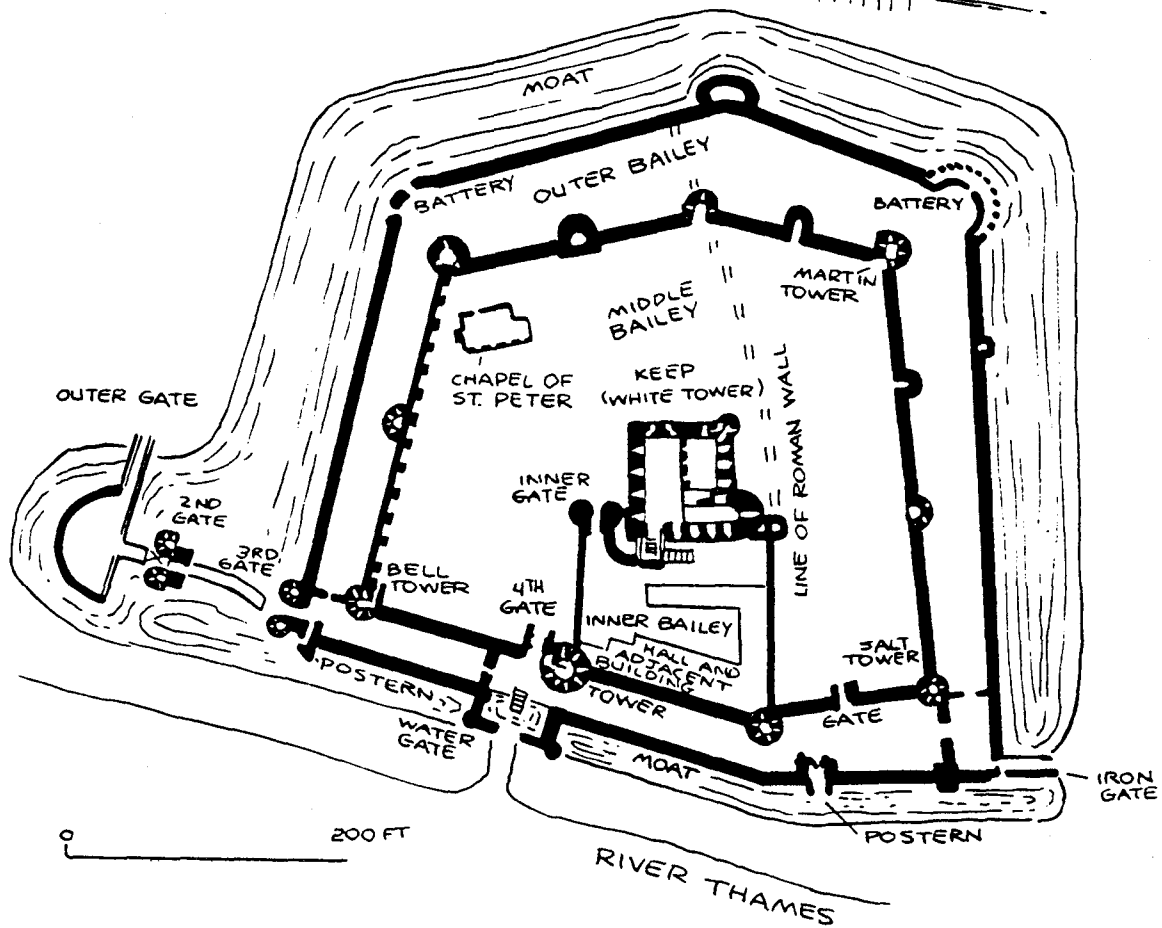 MOAT
OUTER BAILEY
BATTERY
BATTERY
MARTIN
TOWER
MIDDLE
BAILEY
CHAPEL OF
ST. PETER
KEEP
(WHITE TOWER)
LINE OF ROMAN WALL
OUTER GATE
INNER
GATE
2ND
GATE
3RD
GATE
BELL
TOWER
4TH
GATE
INNER BAILEY
HALL AND
ADJACENT
BUILDING
SALT
TOWER
POSTERN
TOWER
GATE
WATER
GATE
MOAT
IRON
GATE
POSTERN
0 200 FT
RIVER THAMES